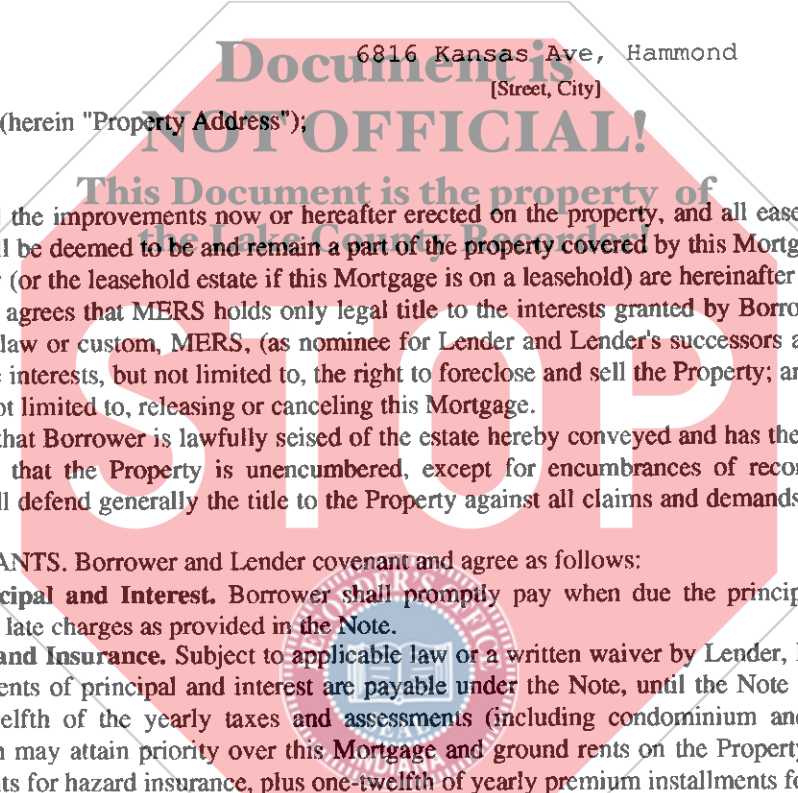 6816 Kansas Ave, Hammond
[Street, City]
(herein "Property Address");
Document is
NOT OFFICIAL!
This Document is the property of
the Lake County Recorder!
the improvements now or hereafter erected on the property, and all ease
ll be deemed to be and remain a part of the property covered by this Mortg
(or the leasehold estate if this Mortgage is on a leasehold) are hereinafter
agrees that MERS holds only legal title to the interests granted by Borro
law or custom, MERS, (as nominee for Lender and Lender's successors a
interests, but not limited to, the right to foreclose and sell the Property; an
ot limited to, releasing or canceling this Mortgage.
that Borrower is lawfully seised of the estate hereby conveyed and has the
that the Property is unencumbered, except for encumbrances of recor
ll defend generally the title to the Property against all claims and demands
STOP
ANTS. Borrower and Lender covenant and agree as follows:
cipal and Interest. Borrower shall promptly pay when due the princip
late charges as provided in the Note.
and Insurance. Subject to applicable law or a written waiver by Lender,
ents of principal and interest are payable under the Note, until the Note
elfth of the yearly taxes and assessments (including condominium an
n may attain priority over this Mortgage and ground rents on the Property
nts for hazard insurance, plus one-twelfth of yearly premium installments fo
RECORDER'S OFFICE
SEAL
INDIANA